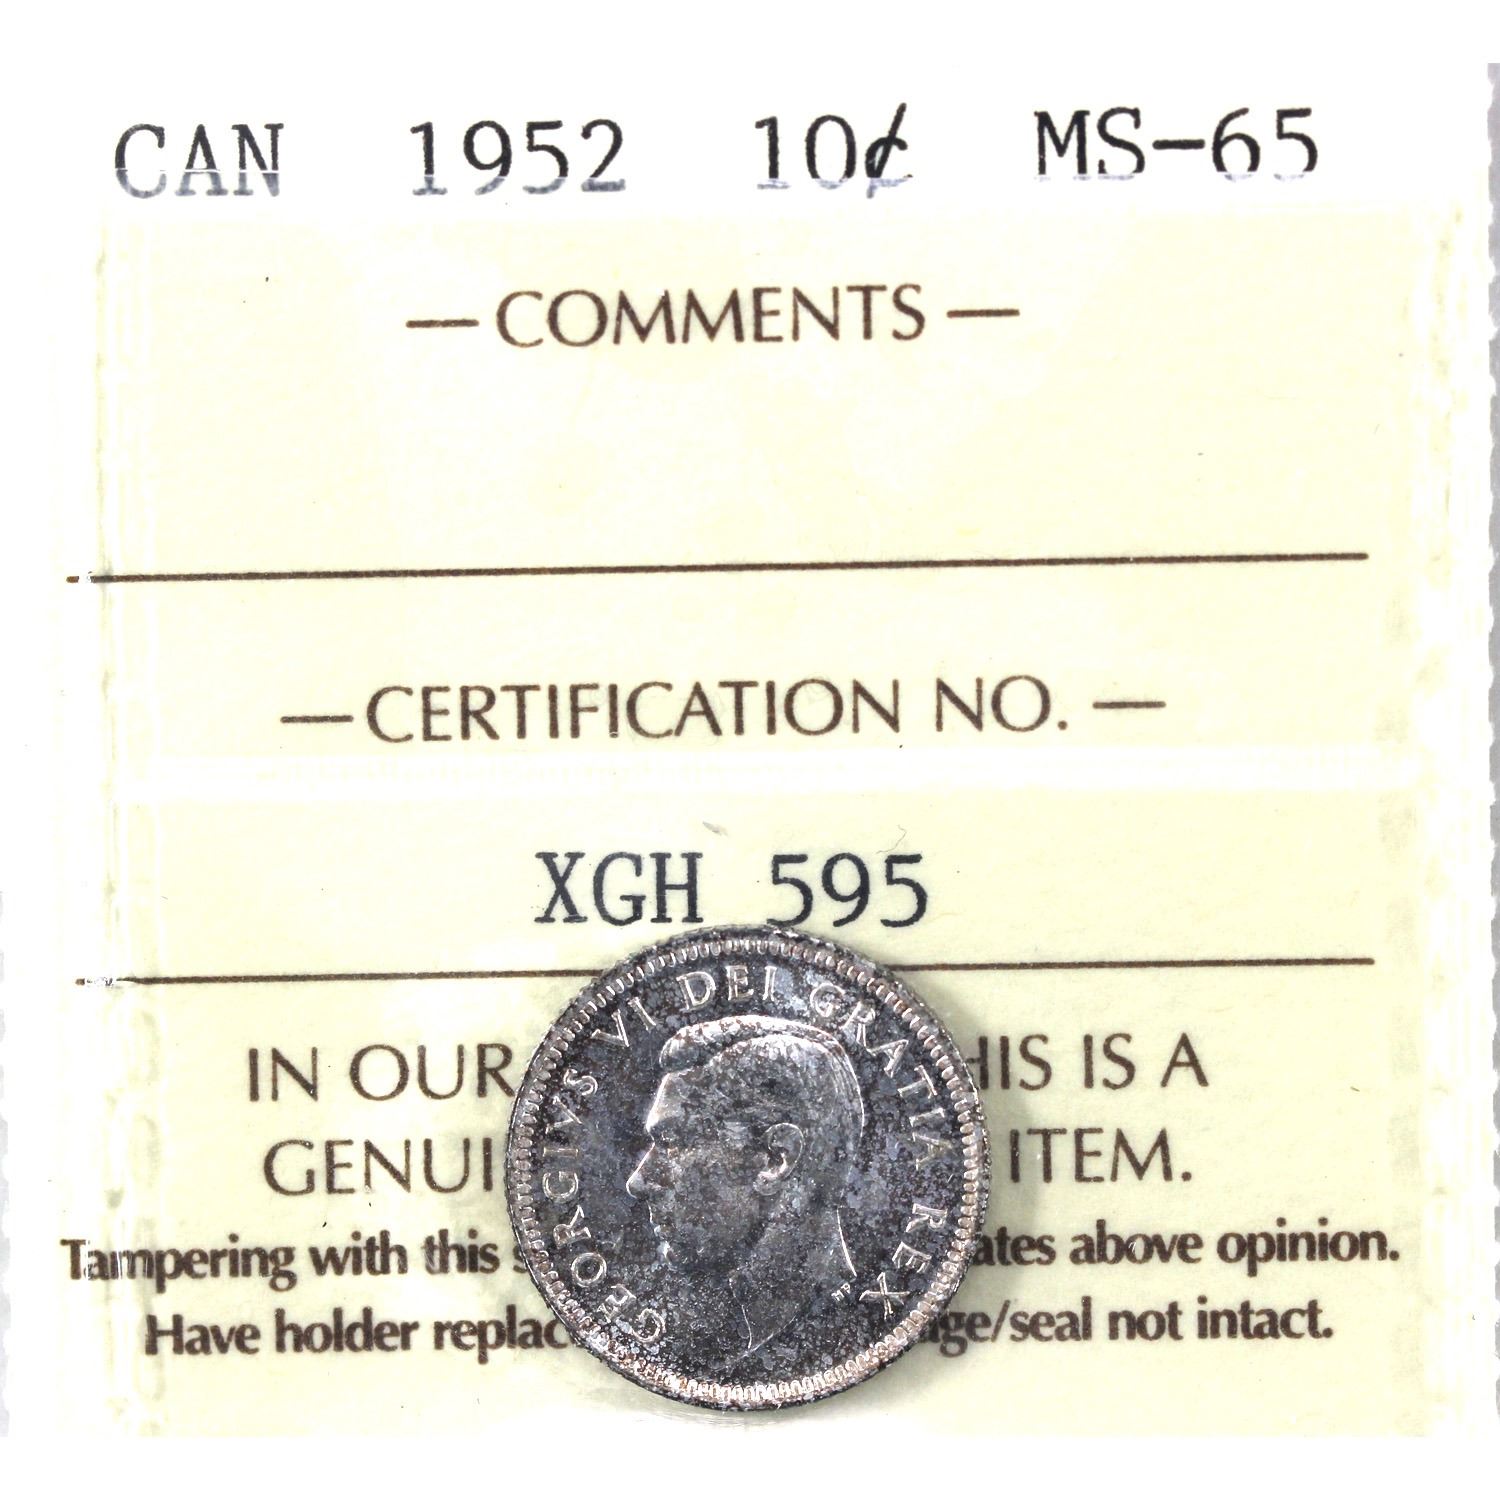 CAN 1952 10¢ MS-65
—COMMENTS—
—CERTIFICATION NO.—
XGH 595
IN OUR HIS IS A
GENUI ITEM.
Tampering with this s ates above opinion.
Have holder replac ge/seal not intact.
GEORGIVS VI DEI GRATIA REX
HP